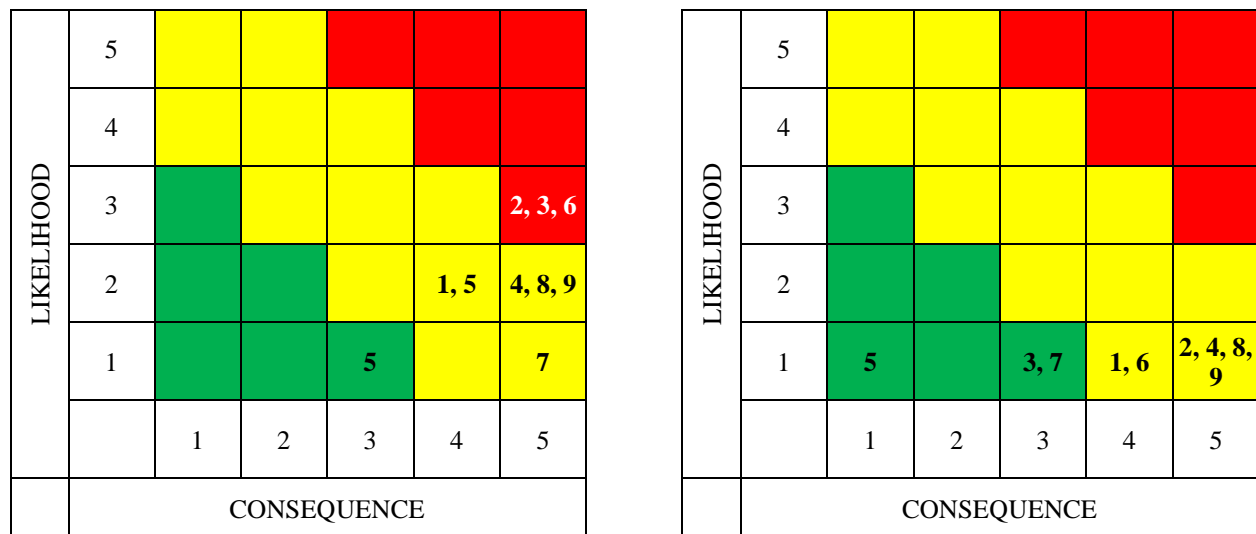 5
4
3 2, 3, 6
2 1, 5 4, 8, 9
1 5 7
1 2 3 4 5
LIKELIHOOD
CONSEQUENCE
5
4
3
2
1 5 3, 7 1, 6 2, 4, 8,
9
1 2 3 4 5
LIKELIHOOD
CONSEQUENCE